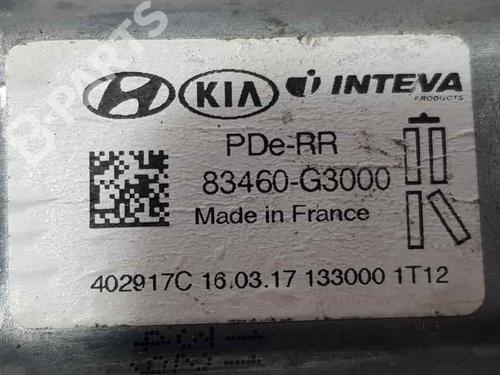 B-PARTS
KIA INTEVA
PRODUCTS
PDe-RR
83460-G3000
Made in France
402917C 16.03.17 133000 1T12